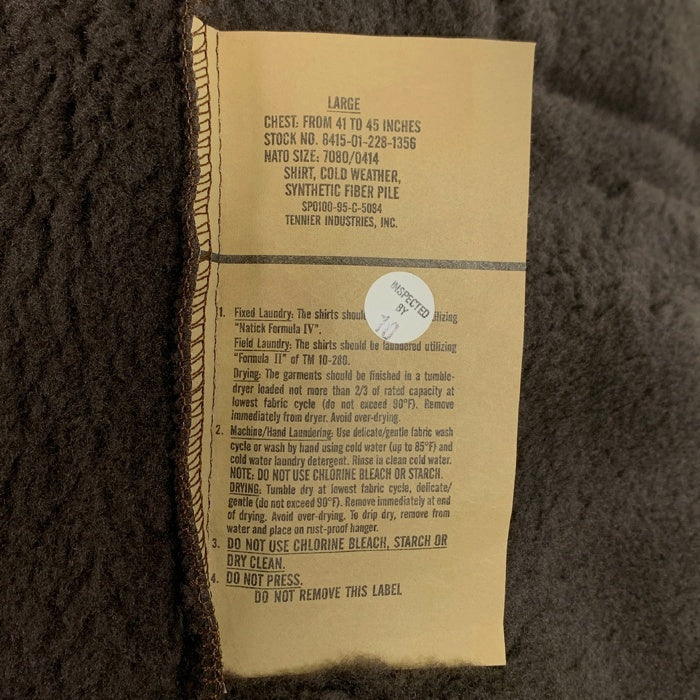 LARGE
CHEST: FROM 41 TO 45 INCHES
STOCK NO. 8415-01-228-1356
NATO SIZE: 7080/0414
SHIRT, COLD WEATHER,
SYNTHETIC FIBER PILE
SPO100-95-C-5084
TENNIER INDUSTRIES, INC.
INSPECTED
BY
10
1. Fixed Laundry: The shirts shoul lizing
"Natick Formula IV".
Field Laundry: The shirts should be laundered utilizing
"Formula II" of TM 10-280.
Drying: The garments should be finished in a tumble-
dryer loaded not more than 2/3 of rated capacity at
lowest fabric cycle (do not exceed 90°F). Remove
immediately from dryer. Avoid over-drying.
2. Machine/Hand Laundering: Use delicate/gentle fabric wash
cycle or wash by hand using cold water (up to 85°F) and
cold water laundry detergent. Rinse in clean cold water.
NOTE: DO NOT USE CHLORINE BLEACH OR STARCH.
DRYING: Tumble dry at lowest fabric cycle, delicate/
gentle (do not exceed 90°F). Remove immediately at end
of drying. Avoid over-drying. To drip dry, remove from
water and place on rust-proof hanger.
3. DO NOT USE CHLORINE BLEACH, STARCH OR
DRY CLEAN.
4. DO NOT PRESS.
DO NOT REMOVE THIS LABEL